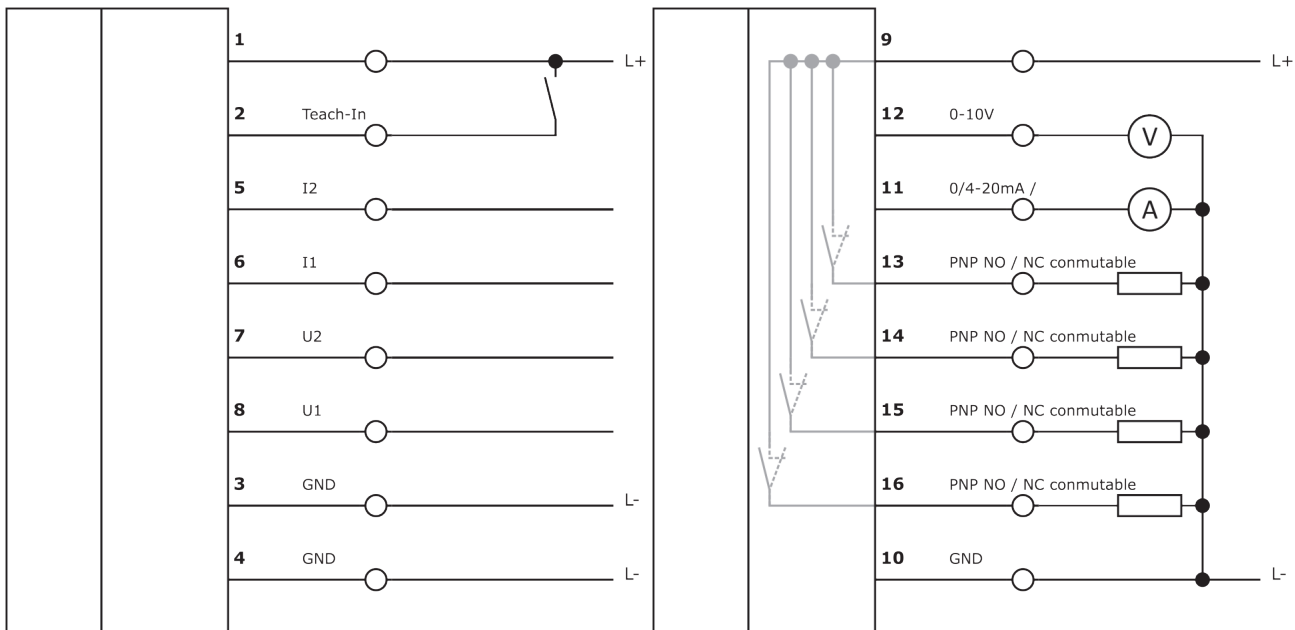 1
L+
2 Teach-In
5 I2
6 I1
7 U2
8 U1
3 GND
L-
4 GND
L-
9
L+
12 0-10V
V
11 0/4-20mA /
A
13 PNP NO / NC conmutable
14 PNP NO / NC conmutable
15 PNP NO / NC conmutable
16 PNP NO / NC conmutable
10 GND
L-